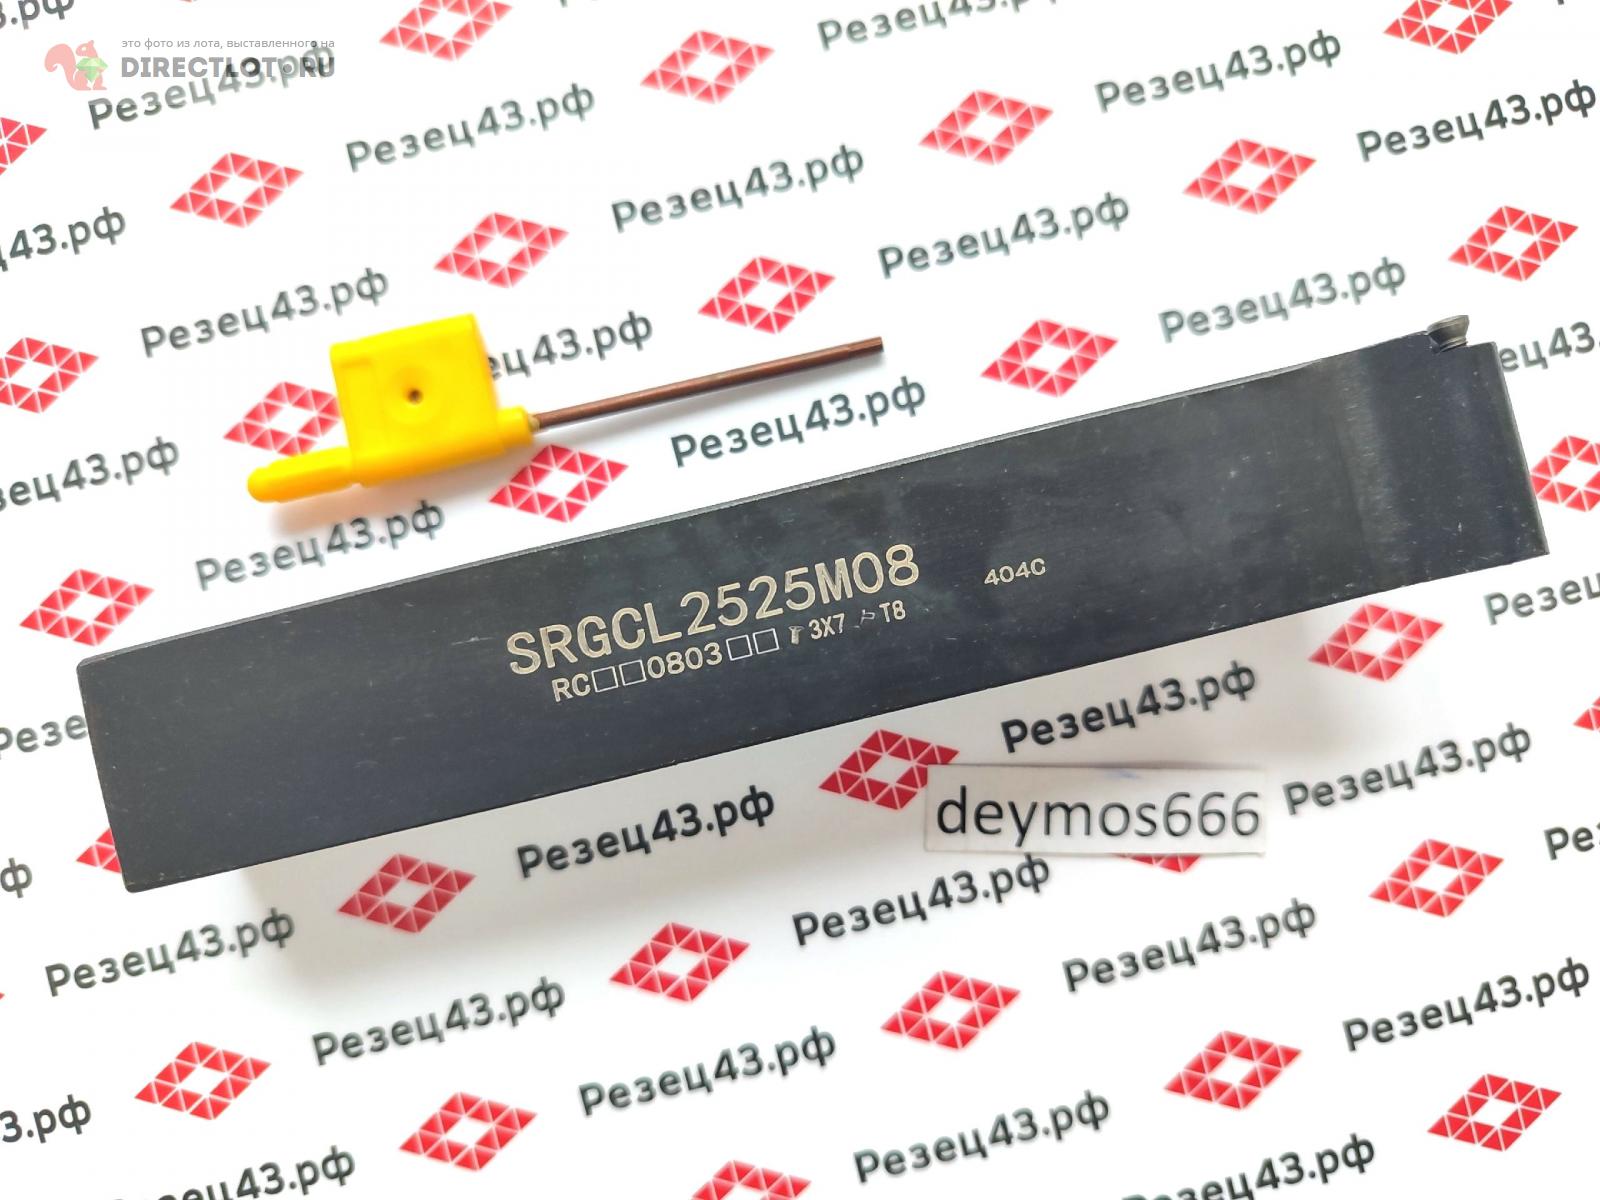 это фото из лота, выставленного на
DIRECTLOT.RU
Резец43.рф
SRGCL2525M08
404C
RC□□0803□□ 3X7 T8
deymos666